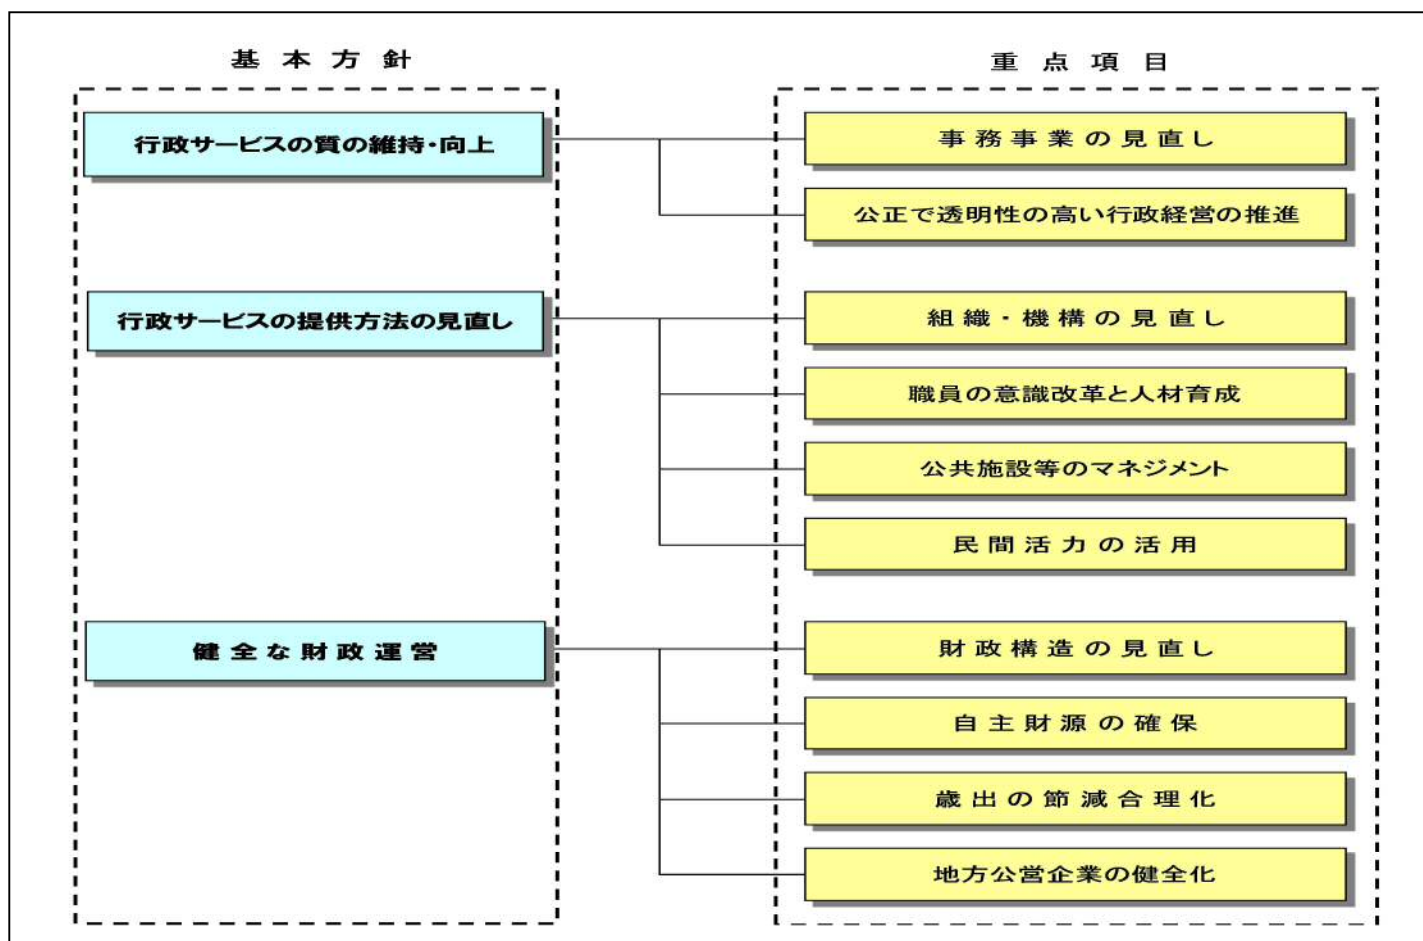 基本方針
重点項目
行政サービスの質の維持・向上
事務事業の見直し
公正で透明性の高い行政経営の推進
行政サービスの提供方法の見直し
組織・機構の見直し
職員の意識改革と人材育成
公共施設等のマネジメント
民間活力の活用
健全な財政運営
財政構造の見直し
自主財源の確保
歳出の節減合理化
地方公営企業の健全化